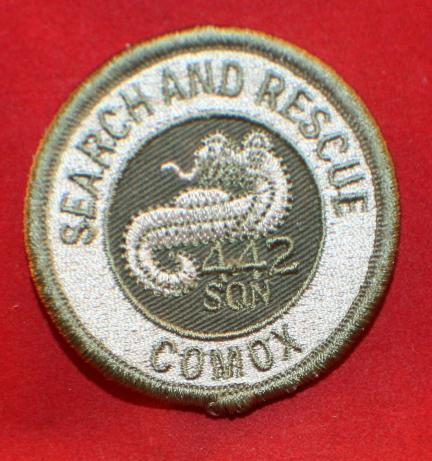 SEARCH AND RESCUE
442
SQN
COMOX